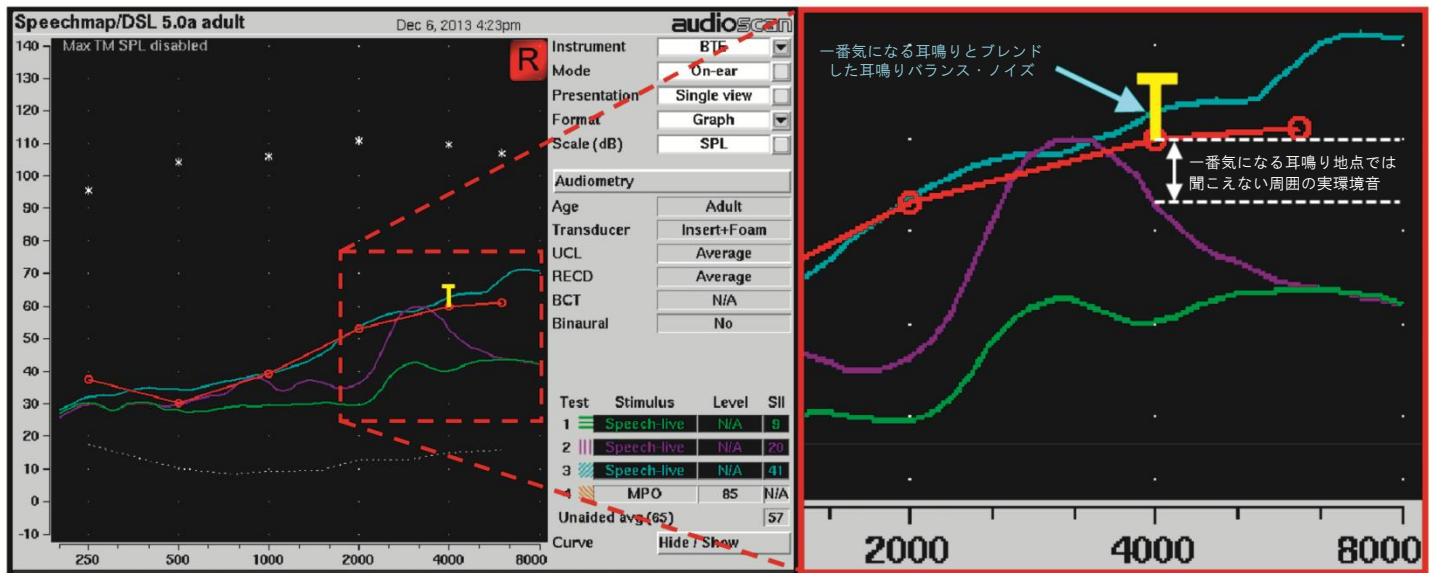 Speechmap/DSL 5.0a adult
Dec 6, 2013 4:23pm
audioscan
Max TM SPL disabled
R
140
130
120
110
100
90
80
70
60
50
40
30
20
10
0
-10
250
500
1000
2000
4000
8000
T
Instrument BTE
Mode On-ear
Presentation Single view
Format Graph
Scale (dB) SPL
Audiometry
Age Adult
Transducer Insert+Foam
UCL Average
RECD Average
BCT N/A
Binaural No
Test Stimulus Level SII
1 Speech-live N/A 9
2 Speech-live N/A 20
3 Speech-live N/A 41
4 MPO 85 N/A
Unaided avg (65) 57
Curve Hide / Show
一番気になる耳鳴りとブレンド
した耳鳴りバランス・ノイズ
T
一番気になる耳鳴り地点では
聞こえない周囲の実環境音
2000
4000
8000